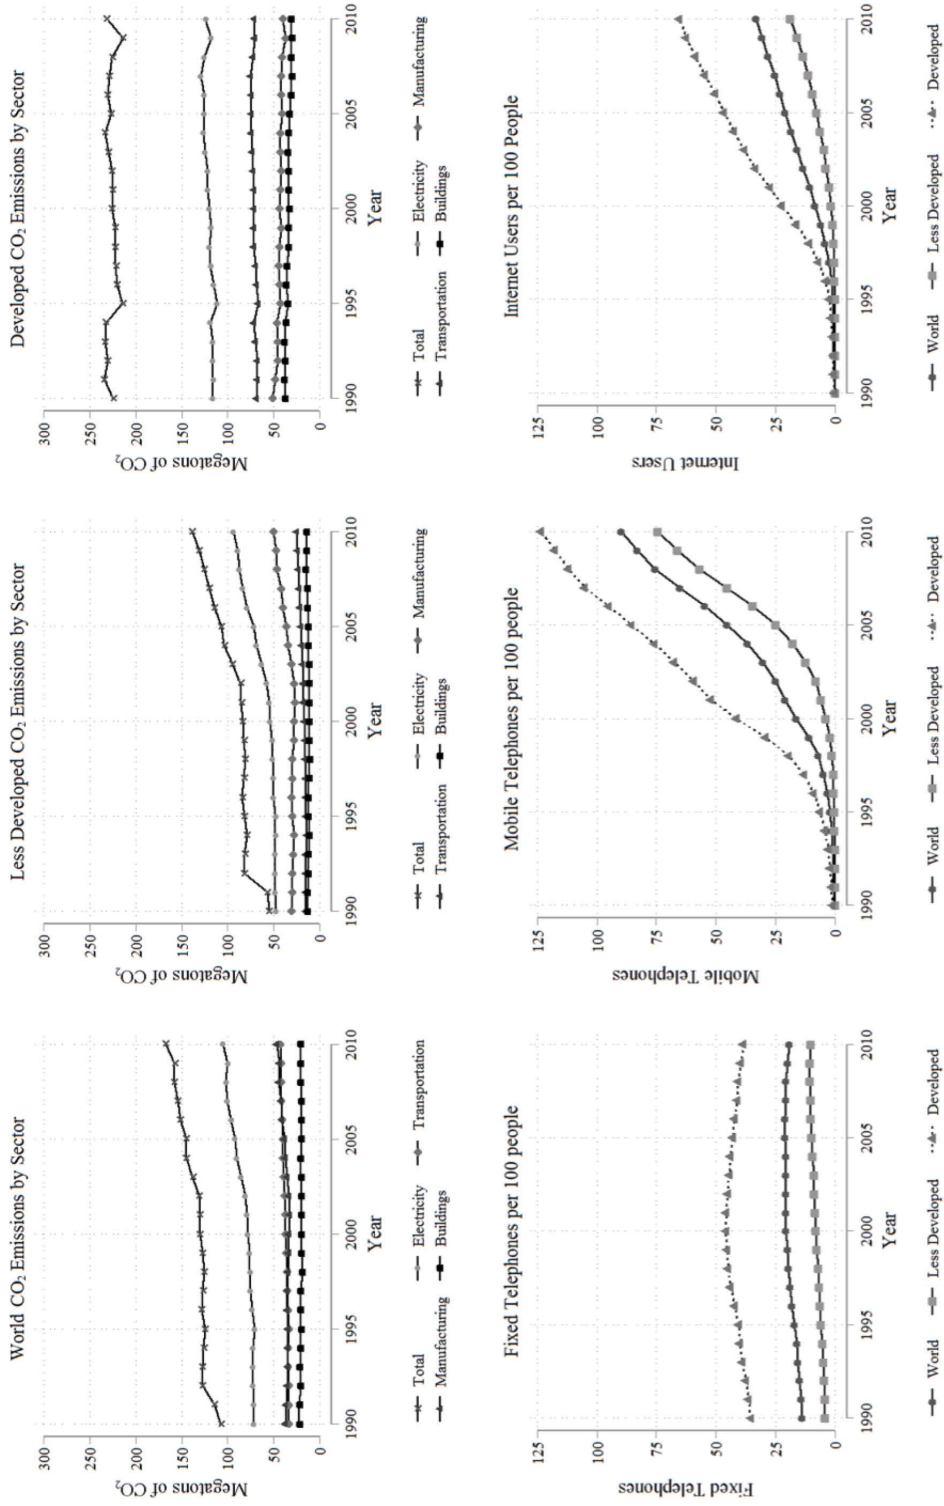 World CO₂ Emissions by Sector
Megatons of CO₂
300
250
200
150
100
50
0
1990 1995 2000 2005 2010
Year
Total Electricity Transportation
Manufacturing Buildings
Less Developed CO₂ Emissions by Sector
Megatons of CO₂
300
250
200
150
100
50
0
1990 1995 2000 2005 2010
Year
Total Electricity Manufacturing
Transportation Buildings
Developed CO₂ Emissions by Sector
Megatons of CO₂
300
250
200
150
100
50
0
1990 1995 2000 2005 2010
Year
Total Electricity Manufacturing
Transportation Buildings
Fixed Telephones per 100 people
Fixed Telephones
125
100
75
50
25
0
1990 1995 2000 2005 2010
Year
World Less Developed Developed
Mobile Telephones per 100 people
Mobile Telephones
125
100
75
50
25
0
1990 1995 2000 2005 2010
Year
World Less Developed Developed
Internet Users per 100 People
Internet Users
125
100
75
50
25
0
1990 1995 2000 2005 2010
Year
World Less Developed Developed